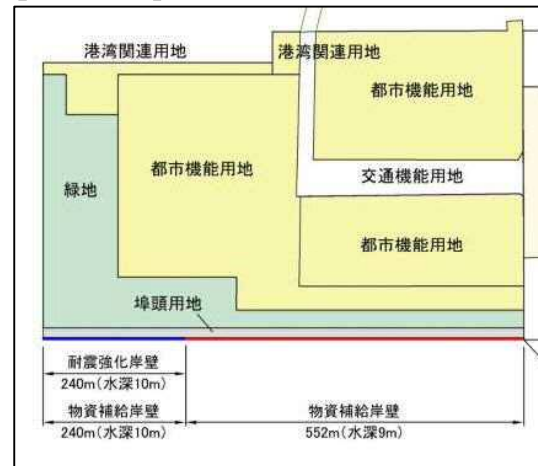 港湾関連用地
港湾関連用地
都市機能用地
緑地
都市機能用地
交通機能用地
都市機能用地
埠頭用地
耐震強化岸壁
240m(水深10m)
物資補給岸壁
240m(水深10m)
物資補給岸壁
552m(水深9m)